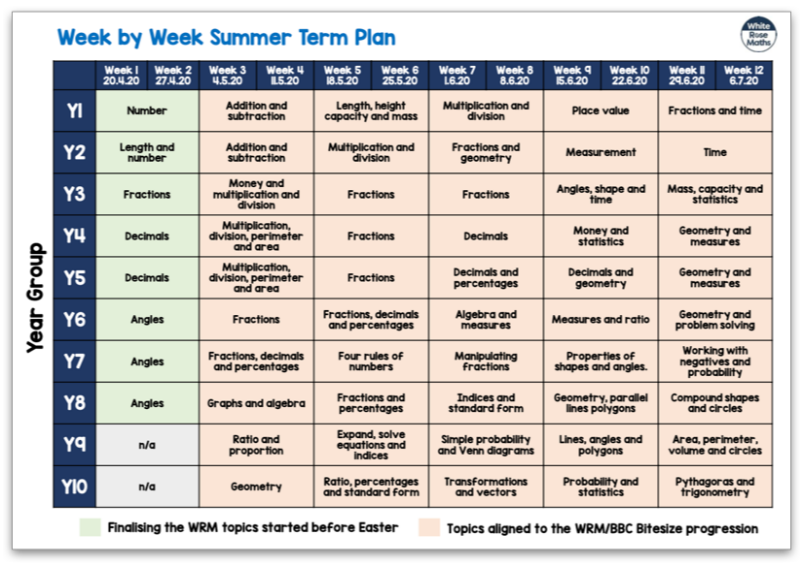 Week by Week Summer Term Plan
White
Rose
Maths
Week 1 Week 2 Week 3 Week 4 Week 5 Week 6 Week 7 Week 8 Week 9 Week 10 Week 11 Week 12
20.4.20 27.4.20 4.5.20 11.5.20 18.5.20 25.5.20 1.6.20 8.6.20 15.6.20 22.6.20 29.6.20 6.7.20
Year Group
Y1
Number
Addition and
subtraction
Length, height
capacity and mass
Multiplication and
division
Place value
Fractions and time
Y2
Length and
number
Addition and
subtraction
Multiplication and
division
Fractions and
geometry
Measurement
Time
Y3
Fractions
Money and
multiplication and
division
Fractions
Fractions
Angles, shape and
time
Mass, capacity and
statistics
Y4
Decimals
Multiplication,
division, perimeter
and area
Fractions
Decimals
Money and
statistics
Geometry and
measures
Y5
Decimals
Multiplication,
division, perimeter
and area
Fractions
Decimals and
percentages
Decimals and
geometry
Geometry and
measures
Y6
Angles
Fractions
Fractions, decimals
and percentages
Algebra and
measures
Measures and ratio
Geometry and
problem solving
Y7
Angles
Fractions, decimals
and percentages
Four rules of
numbers
Manipulating
fractions
Properties of
shapes and angles.
Working with
negatives and
probability
Y8
Angles
Graphs and algebra
Fractions and
percentages
Indices and
standard form
Geometry, parallel
lines polygons
Compound shapes
and circles
Y9
n/a
Ratio and
proportion
Expand, solve
equations and
indices
Simple probability
and Venn diagrams
Lines, angles and
polygons
Area, perimeter,
volume and circles
Y10
n/a
Geometry
Ratio, percentages
and standard form
Transformations
and vectors
Probability and
statistics
Pythagoras and
trigonometry
Finalising the WRM topics started before Easter
Topics aligned to the WRM/BBC Bitesize progression